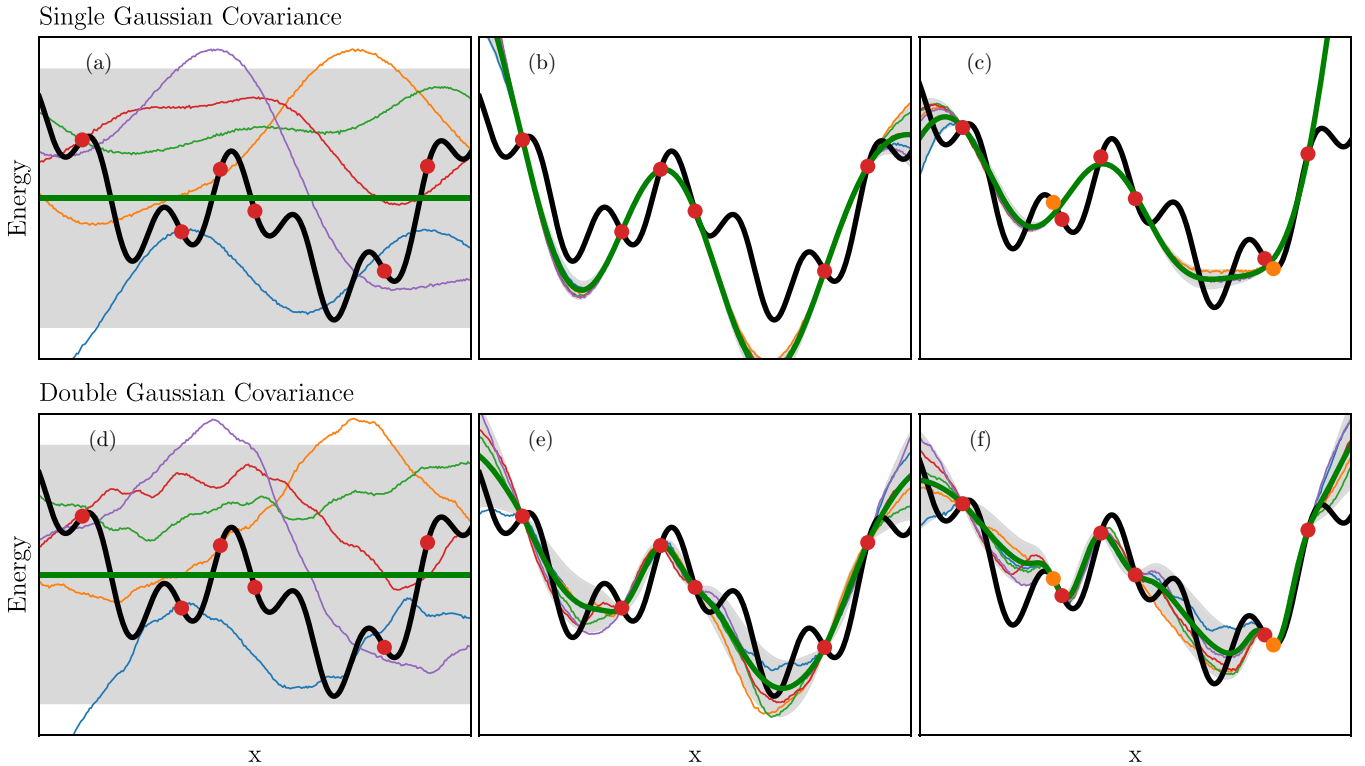 Single Gaussian Covariance
(a)
(b)
(c)
Energy
Double Gaussian Covariance
(d)
(e)
(f)
Energy
x
x
x